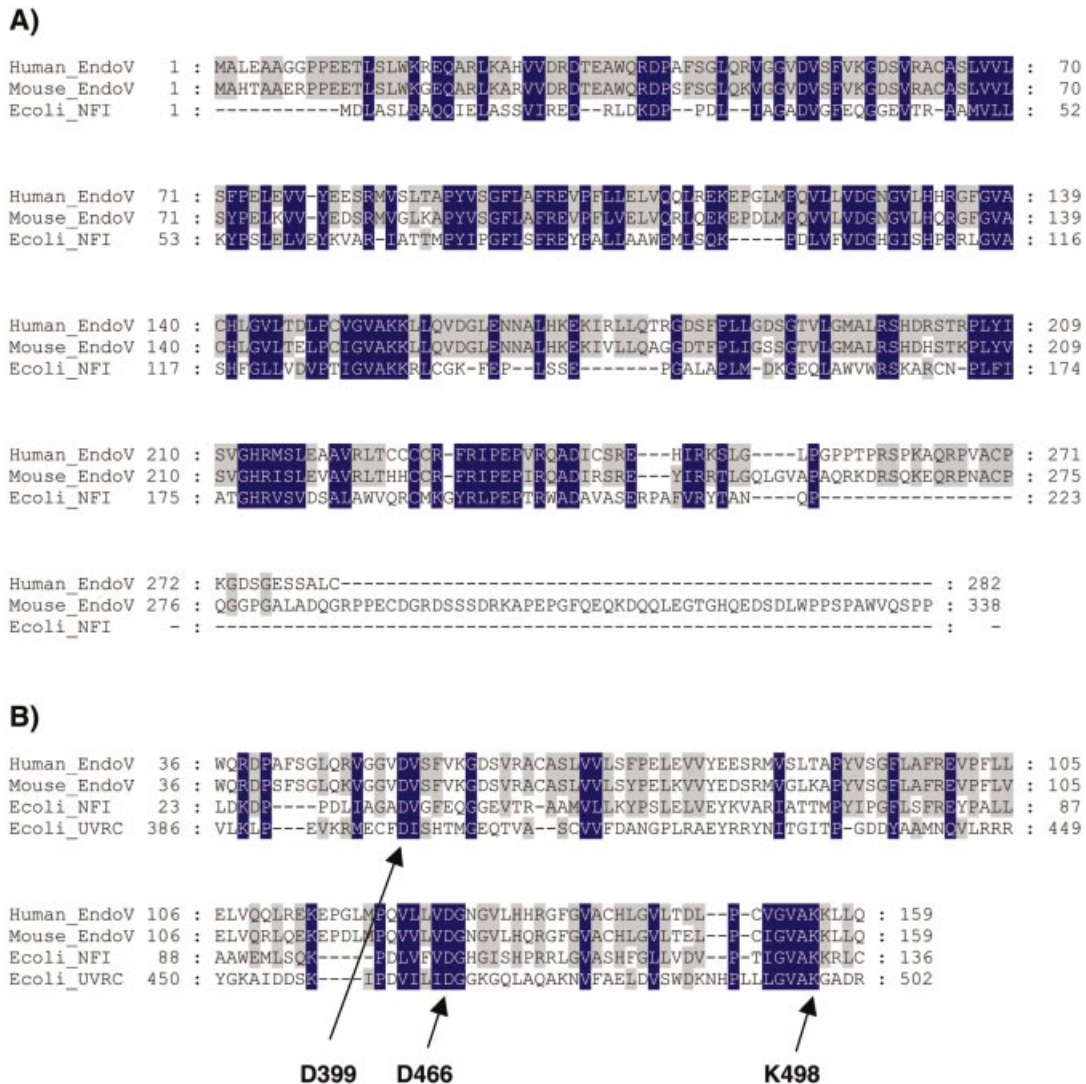 A)
Human_EndoV 1 : MALEAAGGPPEETLSLWKREQARLKAHVVDRDTEAWQRDPAFSGLQRVGGVDVSFVKGDSVRACASLVVL : 70
Mouse_EndoV 1 : MAHTAAERPPEETLSLWKGEQARLKARVVDRDTEAWQRDPSFSGLQKVGGVDVSFVKGDSVRACASLVVL : 70
Ecoli_NFI 1 : -----------MDLASLRAQQIELASSVIRED--RLDKDP--PDL--IAGADVGFEQGGEVTR-AAMVLL : 52
Human_EndoV 71 : SFPELEVV-YEESRMVSLTAPYVSGFLAFREVPFLLELVQQLREKEPGLMPQVLLVDGNGVLHHRGFGVA : 139
Mouse_EndoV 71 : SYPELKVV-YEDSRMVGLKAPYVSGFLAFREVPFLVELVQRLQEKEPDLMPQVVLVDGNGVLHQRGFGVA : 139
Ecoli_NFI 53 : KYPSLELVEYKVAR-IATTMPYIPGFLSFREYPALLAAWEMLSQK-----PDLVFVDGHGISHPRRLGVA : 116
Human_EndoV 140 : CHLGVLTDLPCVGVAKKLLQVDGLENNALHKEKIRLLQTRGDSFPLLGDSGTVLGMALRSHDRSTRPLYI : 209
Mouse_EndoV 140 : CHLGVLTELPCIGVAKKLLQVDGLENNALHKEKIVLLQAGGDTFPLIGSSGTVLGMALRSHDHSTKPLYV : 209
Ecoli_NFI 117 : SHFGLLVDVPTIGVAKKRLCGK-FEP--LSSE-------PGALAPLM-DKGEQLAWVWRSKARCN-PLFI : 174
Human_EndoV 210 : SVGHRMSLEAAVRLTCCCCR-FRIPEPVRQADICSRE---HIRKSLG----LPGPPTPRSPKAQRPVACP : 271
Mouse_EndoV 210 : SVGHRISLEVAVRLTHHCCR-FRIPEPIRQADIRSRE---YIRRTLGQLGVAPAQRKDRSQKEQRPNACP : 275
Ecoli_NFI 175 : ATGHRVSVDSALAWVQRCMKGYRLPEPTRWADAVASERPAFVRYTAN----QP----------------- : 223
Human_EndoV 272 : KGDSGESSALC---------------------------------------------------- : 282
Mouse_EndoV 276 : QGGPGALADQGRPPECDGRDSSSDRKAPEPGFQEQKDQQLEGTGHQEDSDLWPPSPAWVQSPP : 338
Ecoli_NFI - : --------------------------------------------------------------- : -
B)
Human_EndoV 36 : WQRDPAFSGLQRVGGVDVSFVKGDSVRACASLVVLSFPELEVVYEESRMVSLTAPYVSGFLAFREVPFLL : 105
Mouse_EndoV 36 : WQRDPSFSGLQKVGGVDVSFVKGDSVRACASLVVLSYPELKVVYEDSRMVGLKAPYVSGFLAFREVPFLV : 105
Ecoli_NFI 23 : LDKDP----PDLIAGADVGFEQGGEVTR-AAMVLLKYPSLELVEYKVARIATTMPYIPGFLSFREYPALL : 87
Ecoli_UVRC 386 : VLKLP---EVKRMECFDISHTMGEQTVA--SCVVFDANGPLRAEYRRYNITGITP-GDDYAAMNQVLRRR : 449
Human_EndoV 106 : ELVQQLREKEPGLMPQVLLVDGNGVLHHRGFGVACHLGVLTDL--P-CVGVAKKLLQ : 159
Mouse_EndoV 106 : ELVQRLQEKEPDLMPQVVLVDGNGVLHQRGFGVACHLGVLTEL--P-CIGVAKKLLQ : 159
Ecoli_NFI 88 : AAWEMLSQK-----PDLVFVDGHGISHPRRLGVASHFGLLVDV--P-TIGVAKKRLC : 136
Ecoli_UVRC 450 : YGKAIDDSK----IPDVILIDGGKGQLAQAKNVFAELDVSWDKNHPLLLGVAKGADR : 502
D399 D466 K498